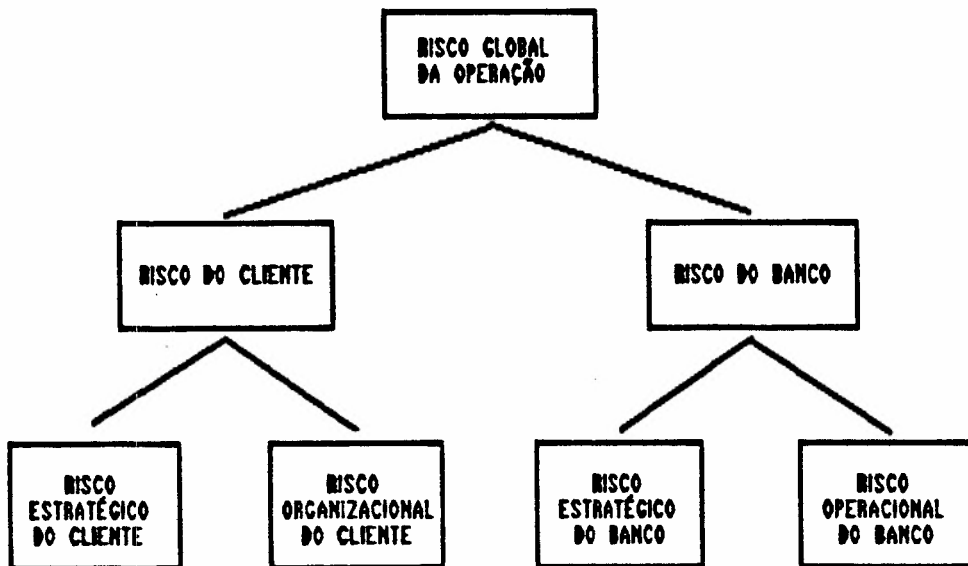 RISCO GLOBAL
DA OPERAÇÃO
RISCO DO CLIENTE
RISCO DO BANCO
RISCO
ESTRATÉGICO
DO CLIENTE
RISCO
ORGANIZACIONAL
DO CLIENTE
RISCO
ESTRATÉGICO
DO BANCO
RISCO
OPERACIONAL
DO BANCO